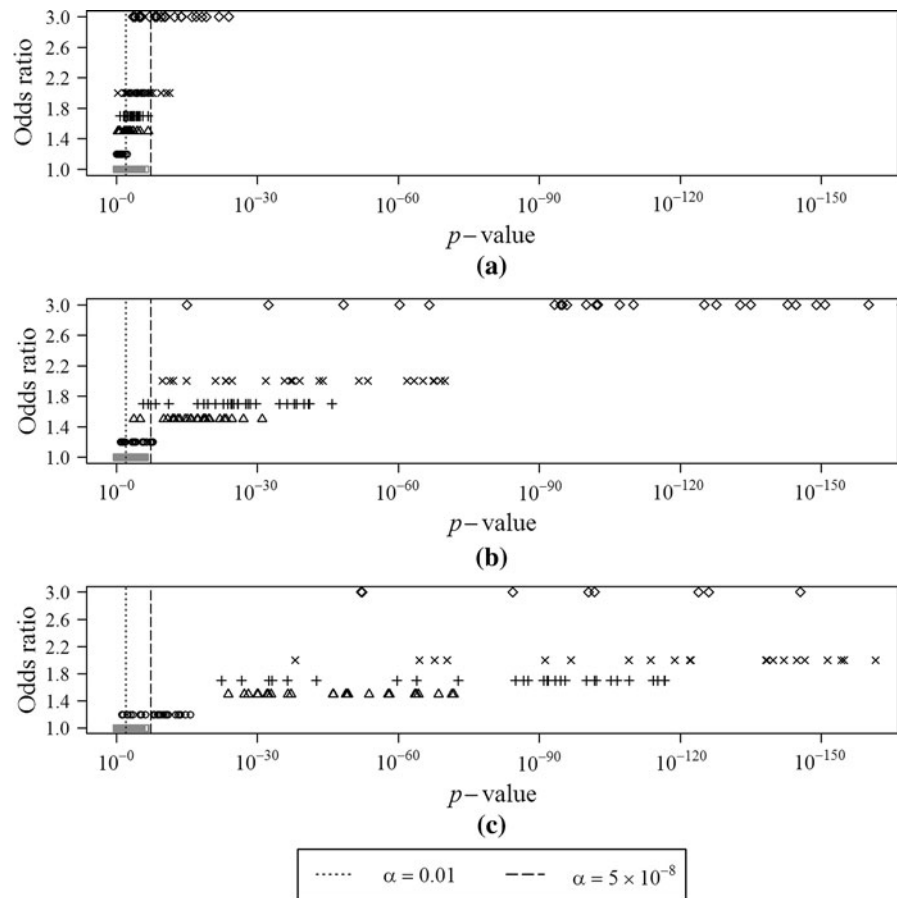 Odds ratio
3.0
2.6
2.2
1.8
1.4
1.0
10⁻⁰ 10⁻³⁰ 10⁻⁶⁰ 10⁻⁹⁰ 10⁻¹²⁰ 10⁻¹⁵⁰
p−value
(a)
Odds ratio
3.0
2.6
2.2
1.8
1.4
1.0
10⁻⁰ 10⁻³⁰ 10⁻⁶⁰ 10⁻⁹⁰ 10⁻¹²⁰ 10⁻¹⁵⁰
p−value
(b)
Odds ratio
3.0
2.6
2.2
1.8
1.4
1.0
10⁻⁰ 10⁻³⁰ 10⁻⁶⁰ 10⁻⁹⁰ 10⁻¹²⁰ 10⁻¹⁵⁰
p−value
(c)
α = 0.01 α = 5 × 10⁻⁸